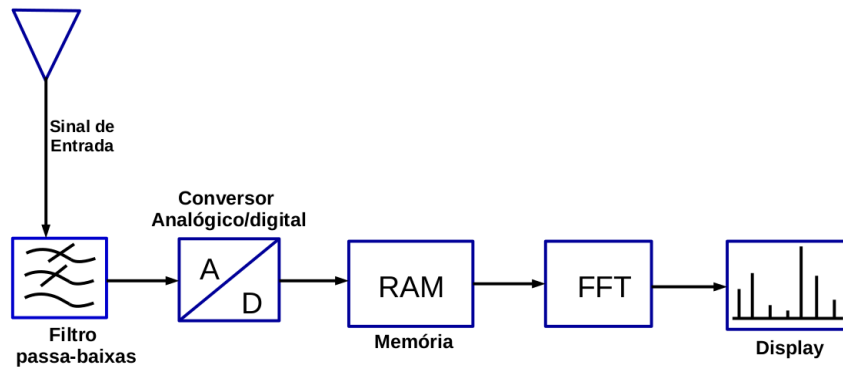 Sinal de
Entrada
Conversor
Analógico/digital
A
D
RAM
FFT
Filtro
passa-baixas
Memória
Display